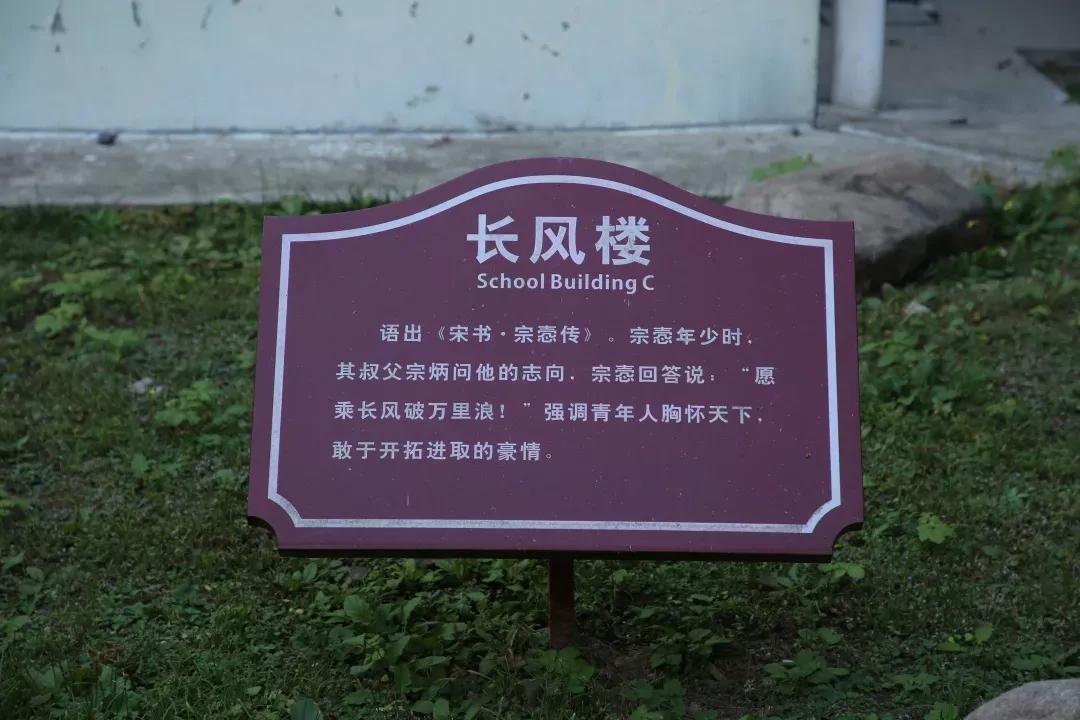 长风楼
School Building C
语出《宋书·宗悫传》。宗悫年少时，
其叔父宗炳问他的志向，宗悫回答说：“愿
乘长风破万里浪！”强调青年人胸怀天下，
敢于开拓进取的豪情。